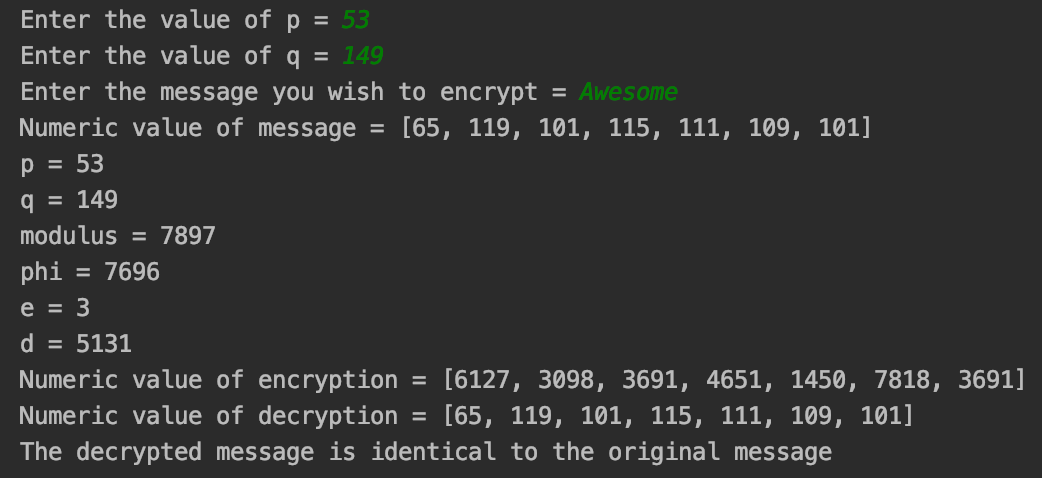 Enter the value of p = 53
Enter the value of q = 149
Enter the message you wish to encrypt = Awesome
Numeric value of message = [65, 119, 101, 115, 111, 109, 101]
p = 53
q = 149
modulus = 7897
phi = 7696
e = 3
d = 5131
Numeric value of encryption = [6127, 3098, 3691, 4651, 1450, 7818, 3691]
Numeric value of decryption = [65, 119, 101, 115, 111, 109, 101]
The decrypted message is identical to the original message